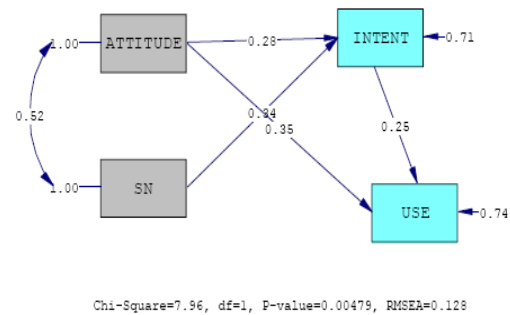 1.00 ATTITUDE 0.28 INTENT 0.71
0.52 0.34
0.35 0.25
1.00 SN USE 0.74
Chi-Square=7.96, df=1, P-value=0.00479, RMSEA=0.128